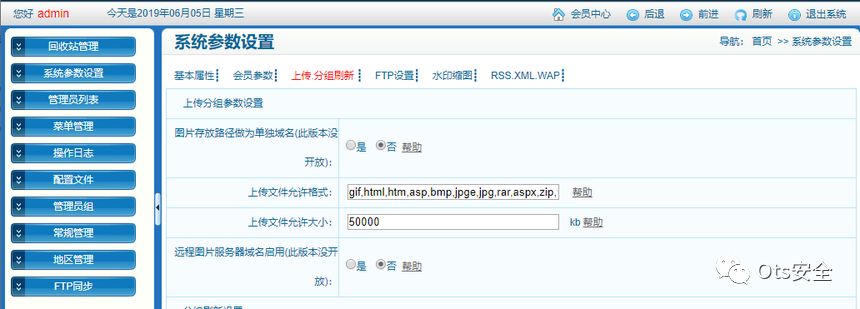 您好 admin 今天是2019年06月05日 星期三 会员中心 后退 前进 刷新 退出系统
回收站管理
系统参数设置
管理员列表
菜单管理
操作日志
配置文件
管理员组
常规管理
地区管理
FTP同步
系统参数设置
导航: 首页 >> 系统参数设置
基本属性 会员参数 上传.分组刷新 FTP设置 水印缩图 RSS.XML.WAP
上传分组参数设置
图片存放路径做为单独域名(此版本没
开放): 是 否 帮助
上传文件允许格式: gif,html,htm,asp,bmp,jpge,jpg,rar,aspx,zip, 帮助
上传文件允许大小: 50000 kb 帮助
远程图片服务器域名启用(此版本没开
放): 是 否 帮助
分组刷新设置
Ots安全